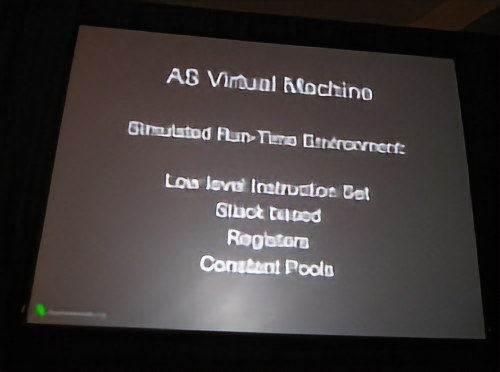 AS Virtual Machine
Simulated Run-Time Environment
Low level Instruction Set
Stack based
Registers
Constant Pools